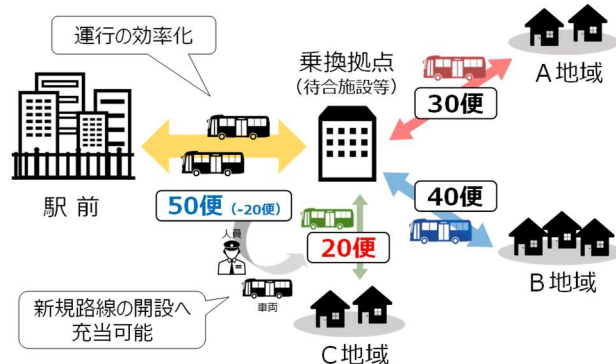 運行の効率化
乗換拠点
(待合施設等)
A地域
30便
駅前
50便 (-20便)
40便
人員
20便
B地域
車両
新規路線の開設へ
充当可能
C地域